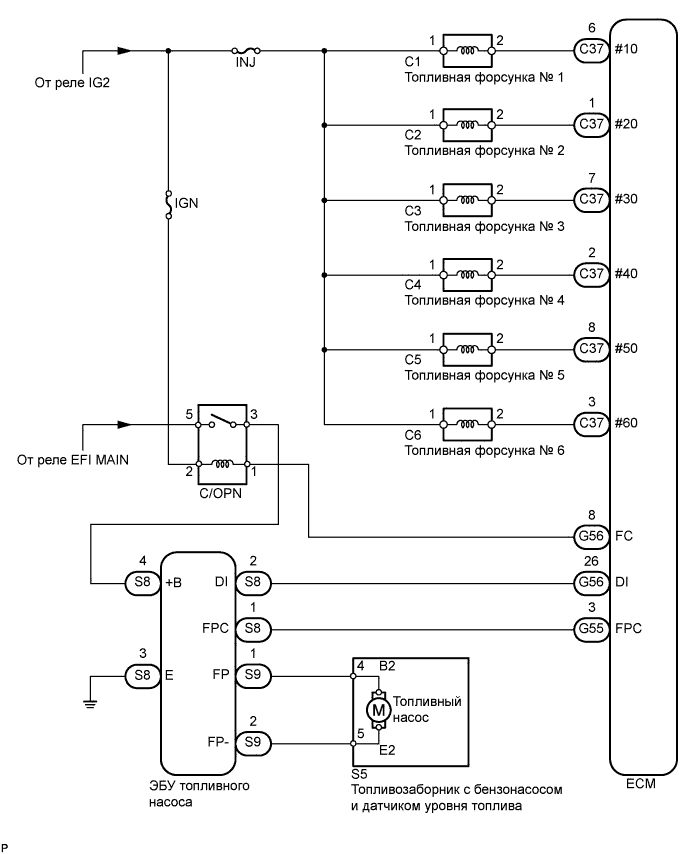 6
1 2 C37 #10
INJ C1
От реле IG2
Топливная форсунка № 1
1
1 2 C37 #20
C2
Топливная форсунка № 2
7
1 2 C37 #30
IGN
C3
Топливная форсунка № 3
2
1 2 C37 #40
C4
Топливная форсунка № 4
8
1 2 C37 #50
C5
Топливная форсунка № 5
3
5 3 1 2 C37 #60
C6
От реле EFI MAIN
Топливная форсунка № 6
2 1
C/OPN
8
G56 FC
4 2 26
S8 +B DI S8 G56 DI
1 3
FPC S8 G55 FPC
3 1 4 B2
S8 E FP S9
Топливный
M
насос
2 5
FP- S9 E2
S5
ЭБУ топливного
насоса
Топливозаборник с бензонасосом
и датчиком уровня топлива
ECM
P